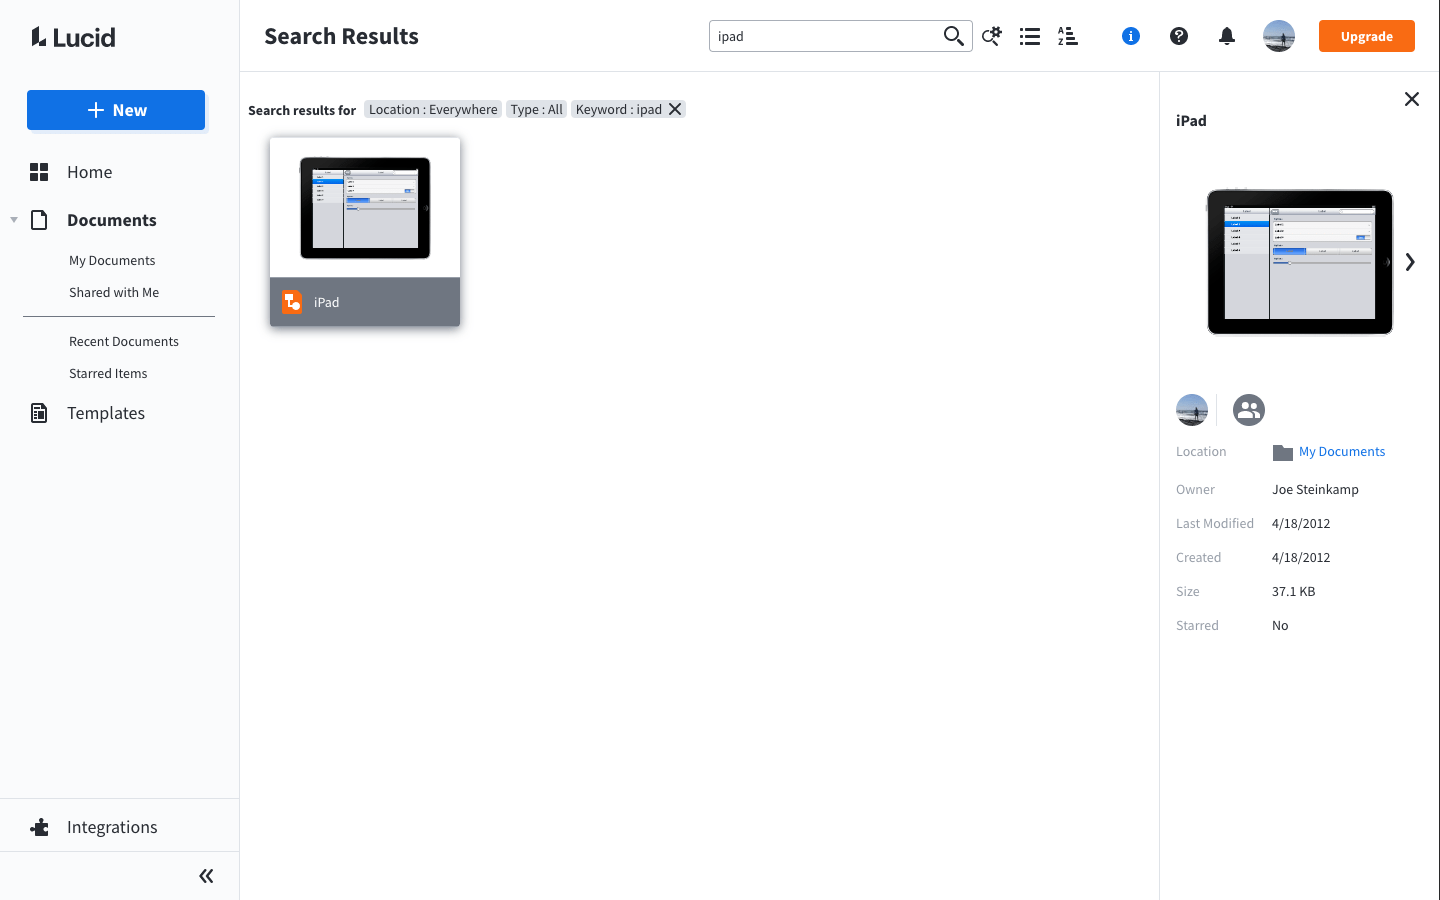 Lucid
Search Results
ipad
A
Z
Upgrade
New
Home
Documents
My Documents
Shared with Me
Recent Documents
Starred Items
Templates
Integrations
Search results for Location : Everywhere Type : All Keyword : ipad
iPad
iPad
Location My Documents
Owner Joe Steinkamp
Last Modified 4/18/2012
Created 4/18/2012
Size 37.1 KB
Starred No